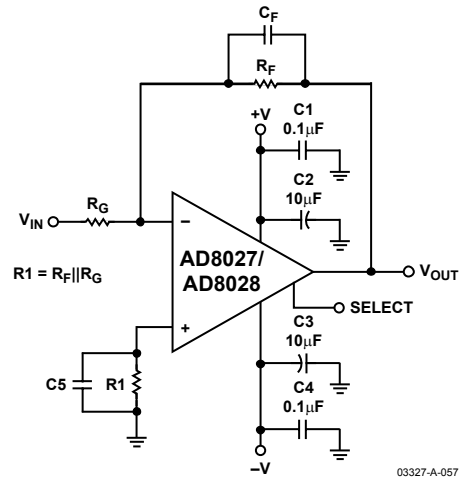 CF
RF
+V
C1
0.1μF
C2
10μF
RG
VIN
–
AD8027/
AD8028
VOUT
R1 = RF||RG
SELECT
+
C3
10μF
C5
R1
C4
0.1μF
–V
03327-A-057